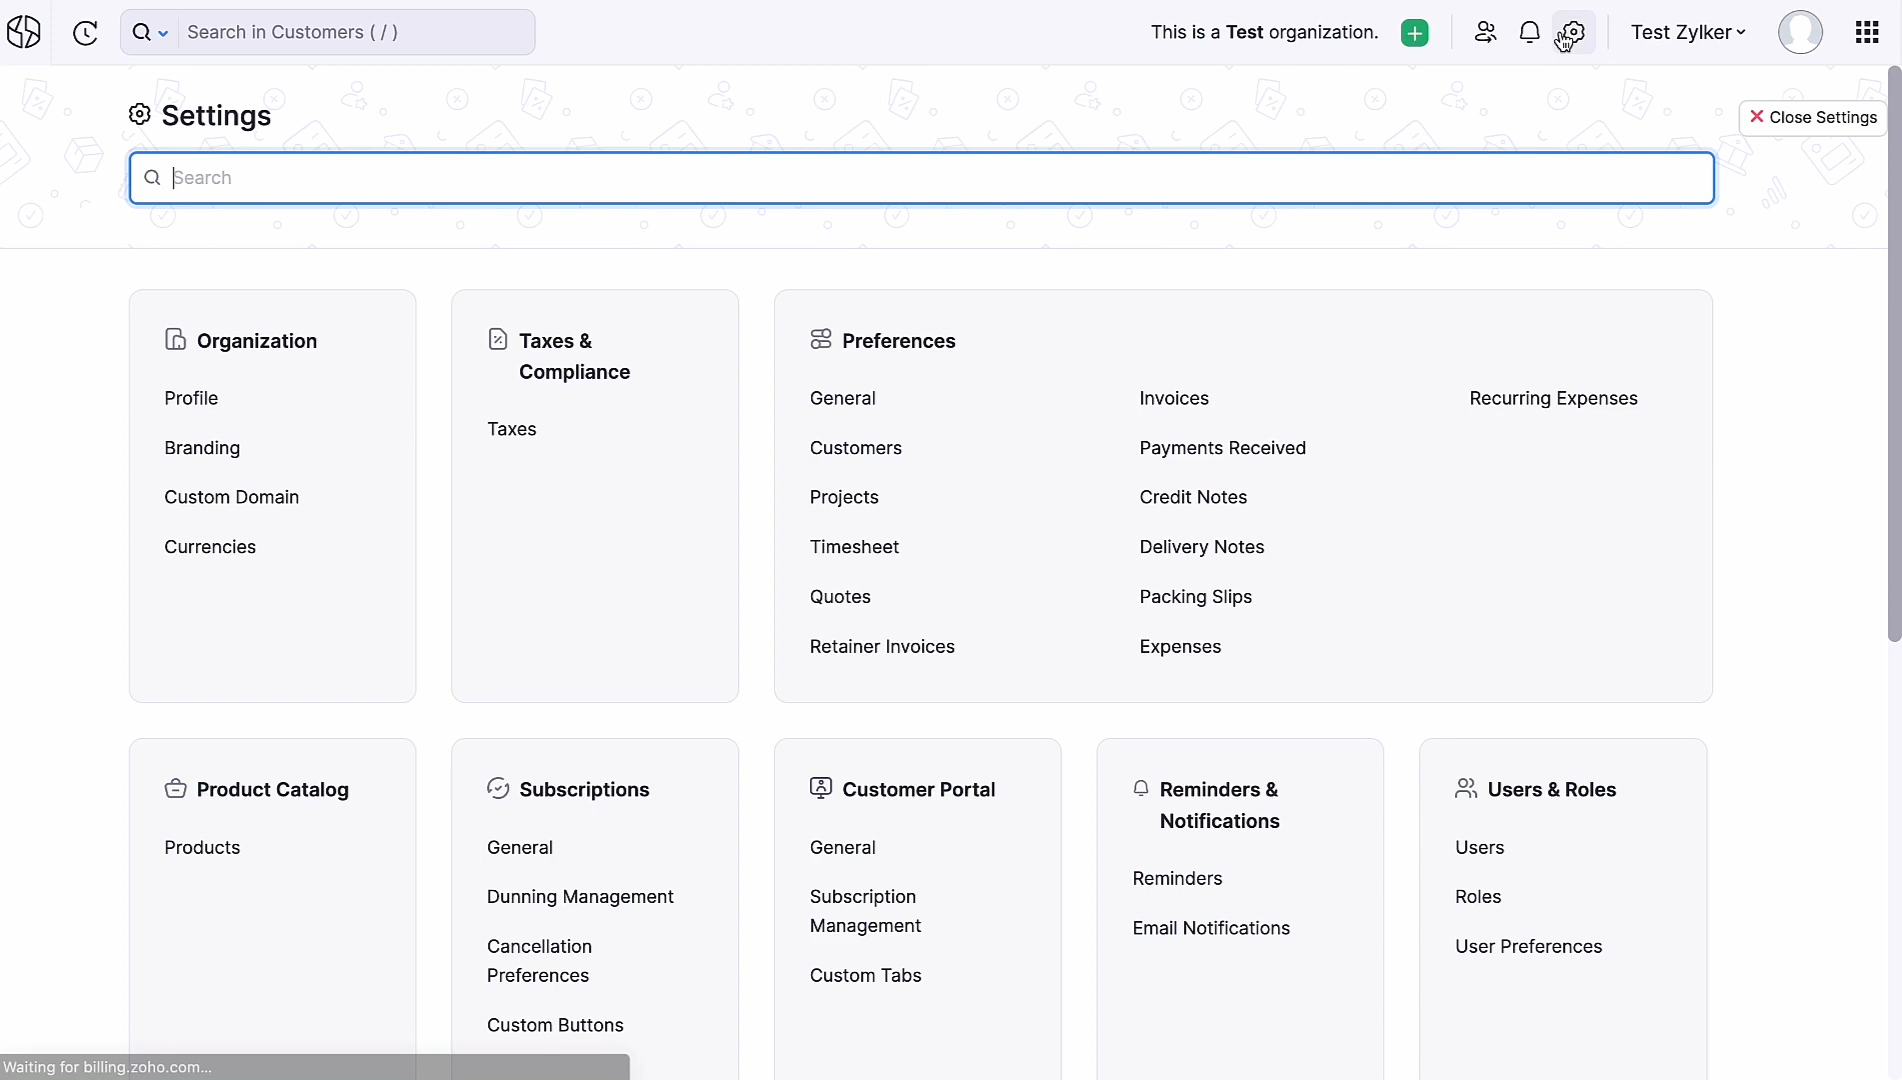 Search in Customers ( / )
This is a Test organization.
Test Zylker
Settings
Close Settings
Search
Organization
Profile
Branding
Custom Domain
Currencies
Taxes &
Compliance
Taxes
Preferences
General
Customers
Projects
Timesheet
Quotes
Retainer Invoices
Invoices
Payments Received
Credit Notes
Delivery Notes
Packing Slips
Expenses
Recurring Expenses
Product Catalog
Products
Subscriptions
General
Dunning Management
Cancellation
Preferences
Custom Buttons
Customer Portal
General
Subscription
Management
Custom Tabs
Reminders &
Notifications
Reminders
Email Notifications
Users & Roles
Users
Roles
User Preferences
Waiting for billing.zoho.com...